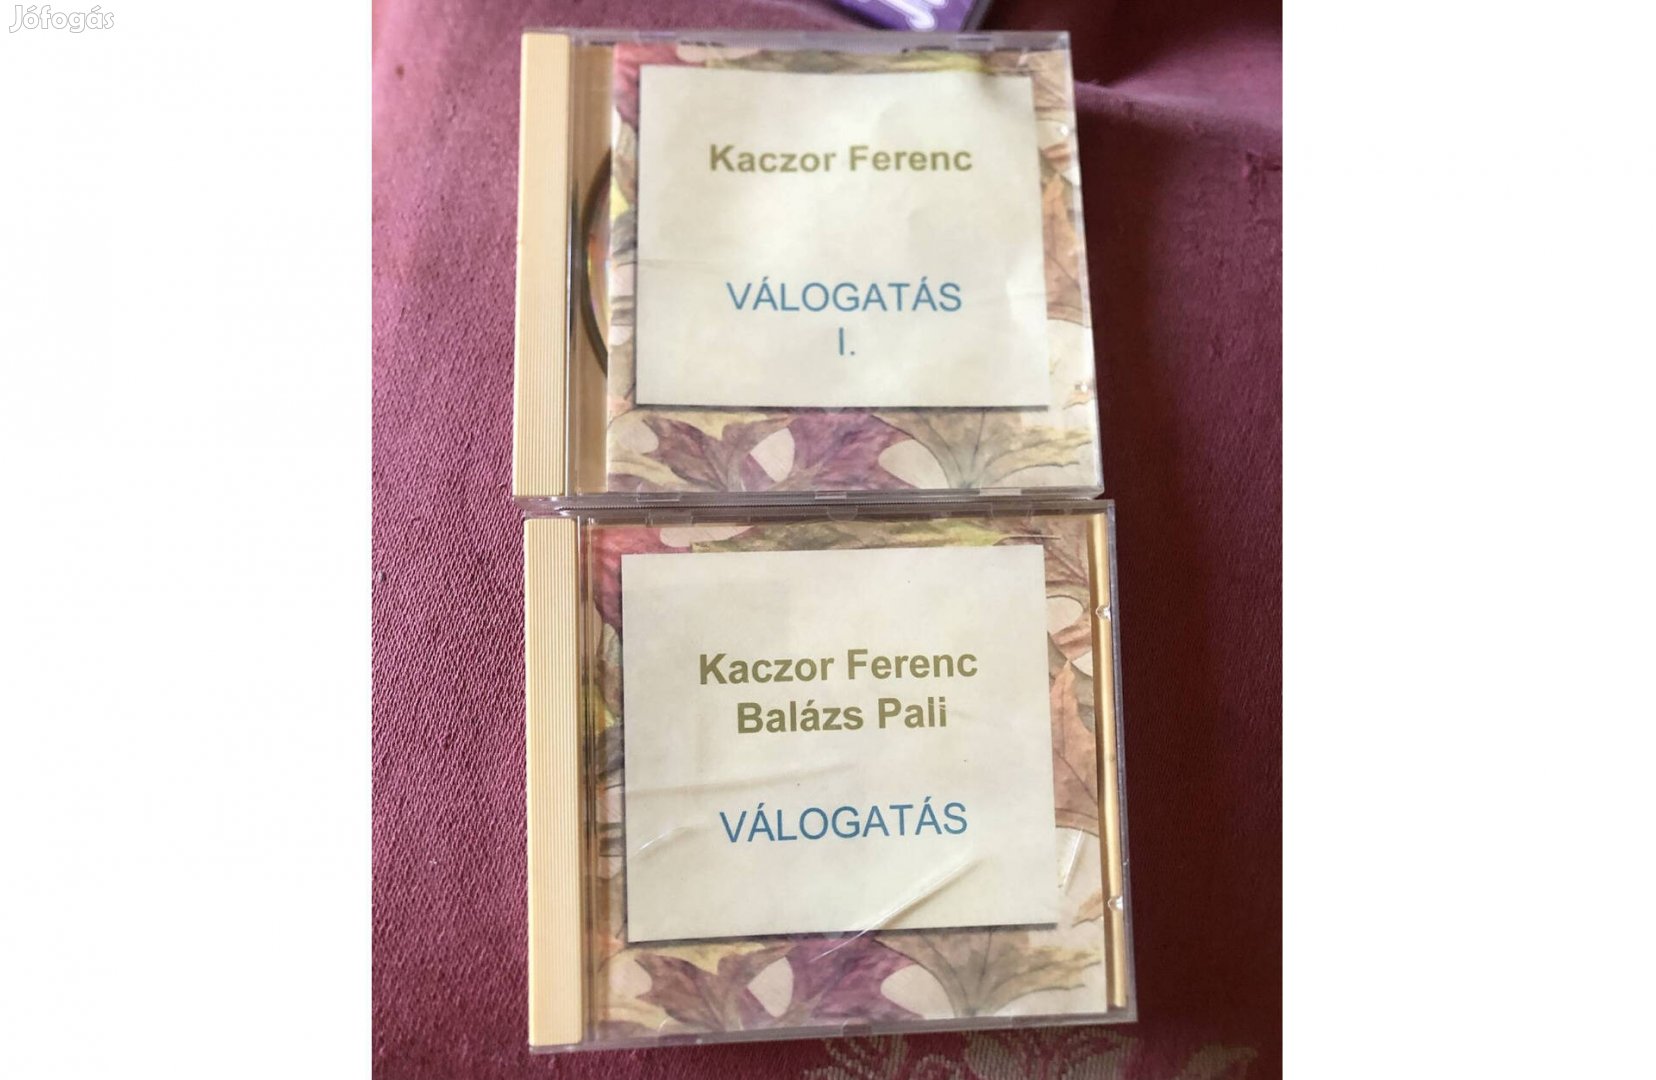 Jófogás
Kaczor Ferenc
VÁLOGATÁS
I.
Kaczor Ferenc
Balázs Pali
VÁLOGATÁS